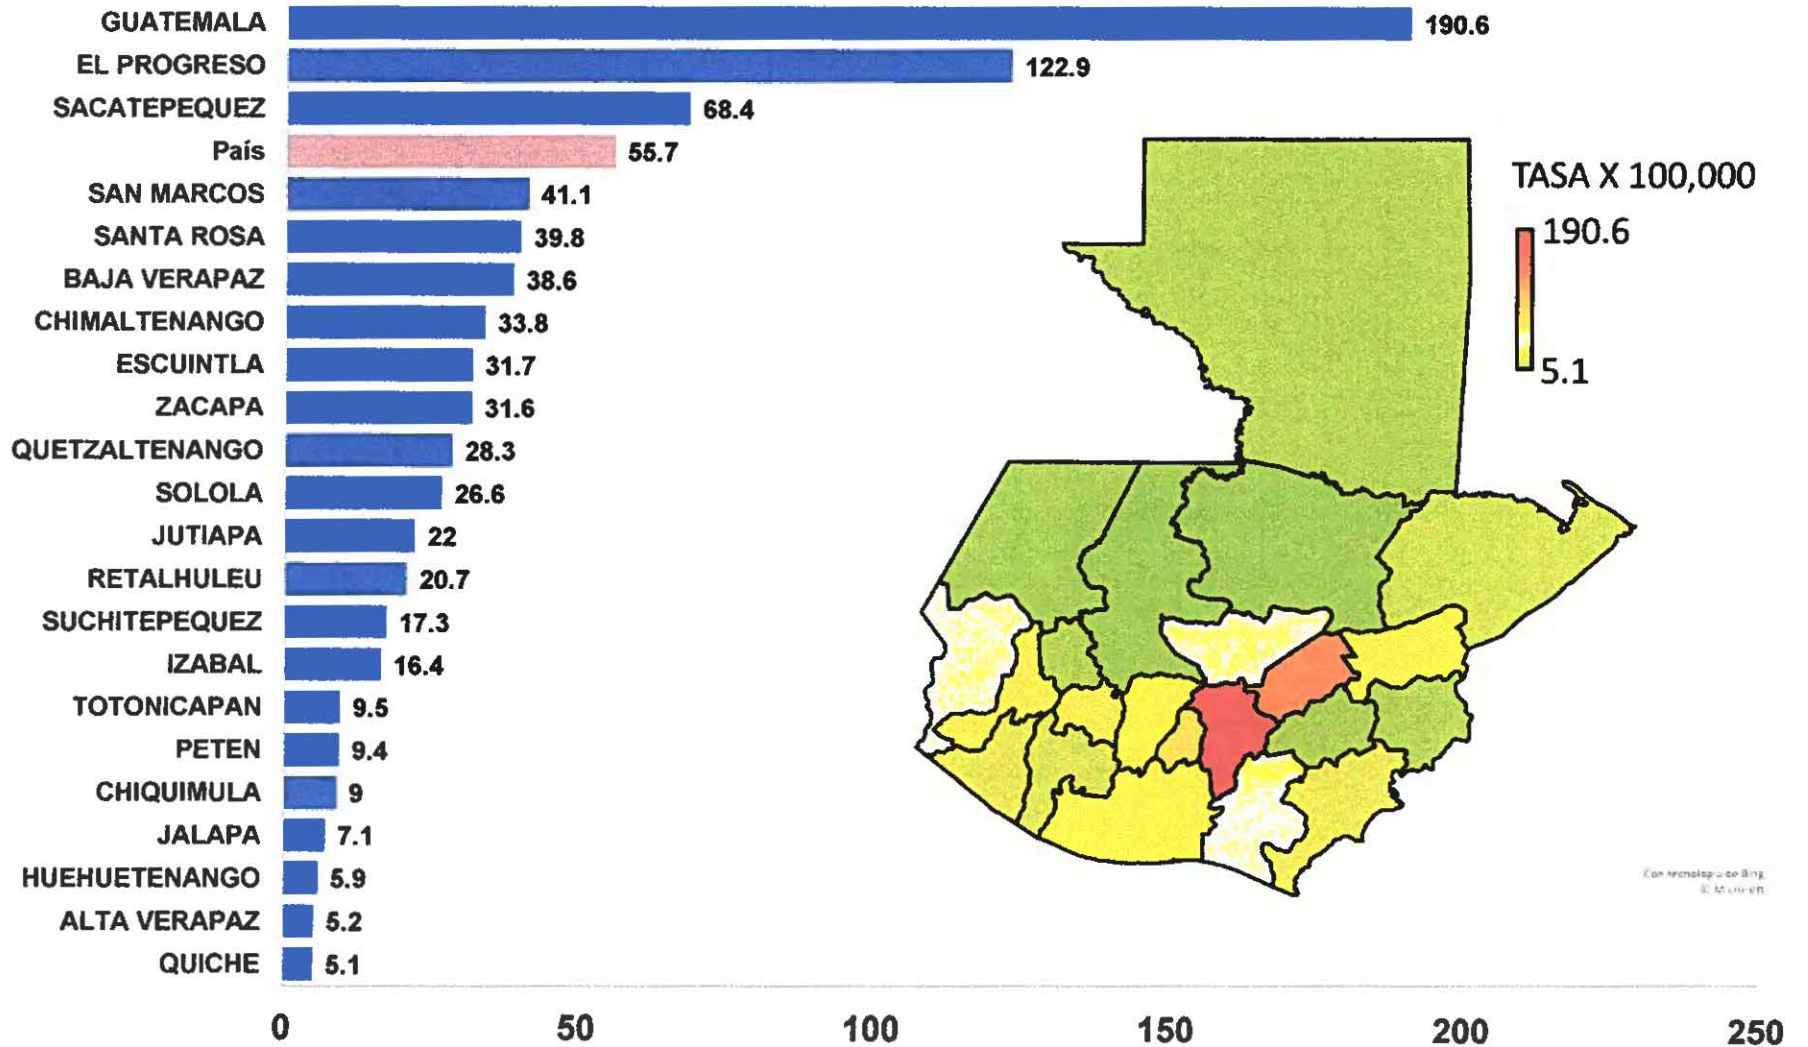 GUATEMALA 190.6
EL PROGRESO 122.9
SACATEPEQUEZ 68.4
País 55.7
SAN MARCOS 41.1
SANTA ROSA 39.8
BAJA VERAPAZ 38.6
CHIMALTENANGO 33.8
ESCUINTLA 31.7
ZACAPA 31.6
QUETZALTENANGO 28.3
SOLOLA 26.6
JUTIAPA 22
RETALHULEU 20.7
SUCHITEPEQUEZ 17.3
IZABAL 16.4
TOTONICAPAN 9.5
PETEN 9.4
CHIQUIMULA 9
JALAPA 7.1
HUEHUETENANGO 5.9
ALTA VERAPAZ 5.2
QUICHE 5.1
0 50 100 150 200 250
TASA X 100,000
190.6
5.1
Con tecnología de Bing